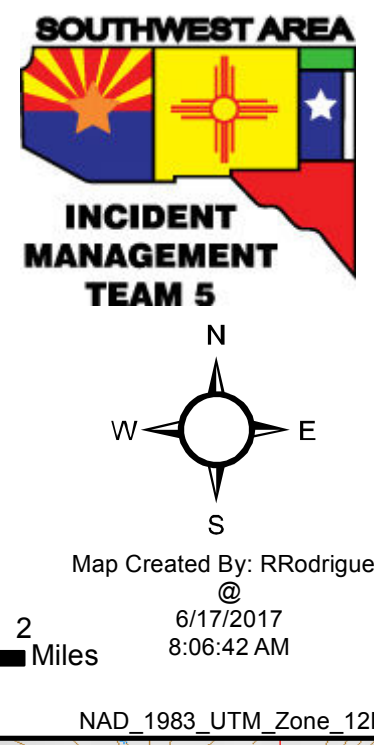 SOUTHWEST AREA
INCIDENT
MANAGEMENT
TEAM 5
N
W E
S
Map Created By: RRodrigue
@
6/17/2017
8:06:42 AM
2
Miles
NAD_1983_UTM_Zone_12